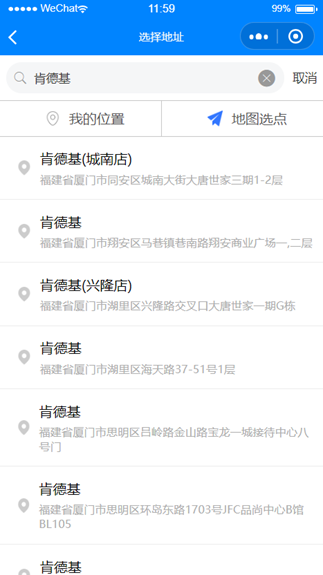 WeChat 11:59 99%
选择地址
肯德基 取消
我的位置 地图选点
肯德基(城南店)
福建省厦门市同安区城南大街大唐世家三期1-2层
肯德基
福建省厦门市翔安区马巷镇巷南路翔安商业广场一,二层
肯德基(兴隆店)
福建省厦门市湖里区兴隆路交叉口大唐世家一期G栋
肯德基
福建省厦门市湖里区海天路37-51号1层
肯德基
福建省厦门市思明区吕岭路金山路宝龙一城接待中心八
号门
肯德基
福建省厦门市思明区环岛东路1703号JFC品尚中心B馆
BL105
肯德基